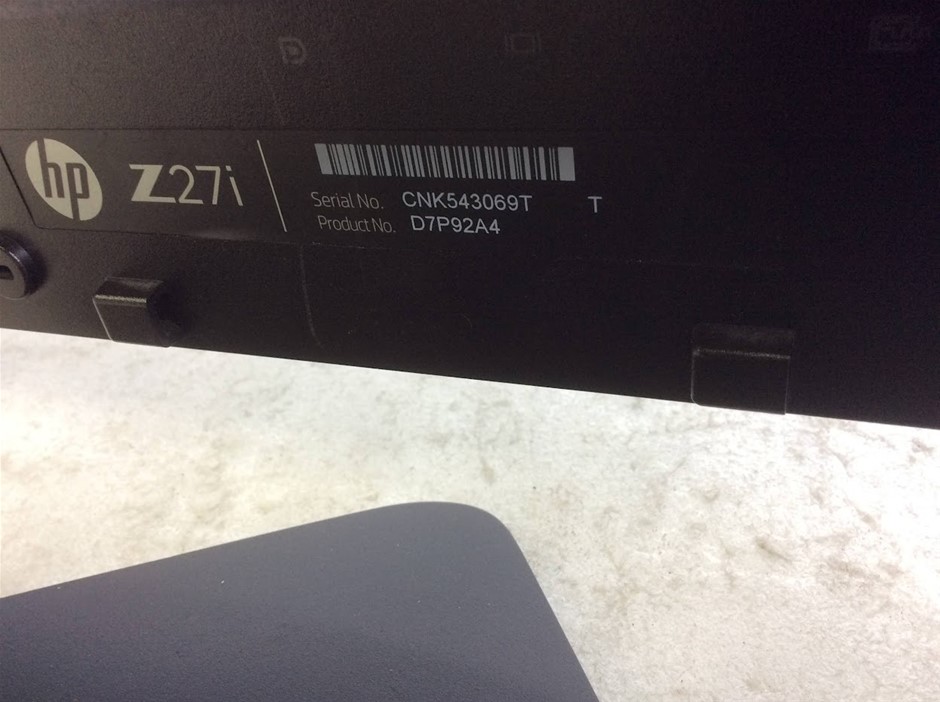 hp Z27i
Serial No. CNK543069T T
Product No. D7P92A4